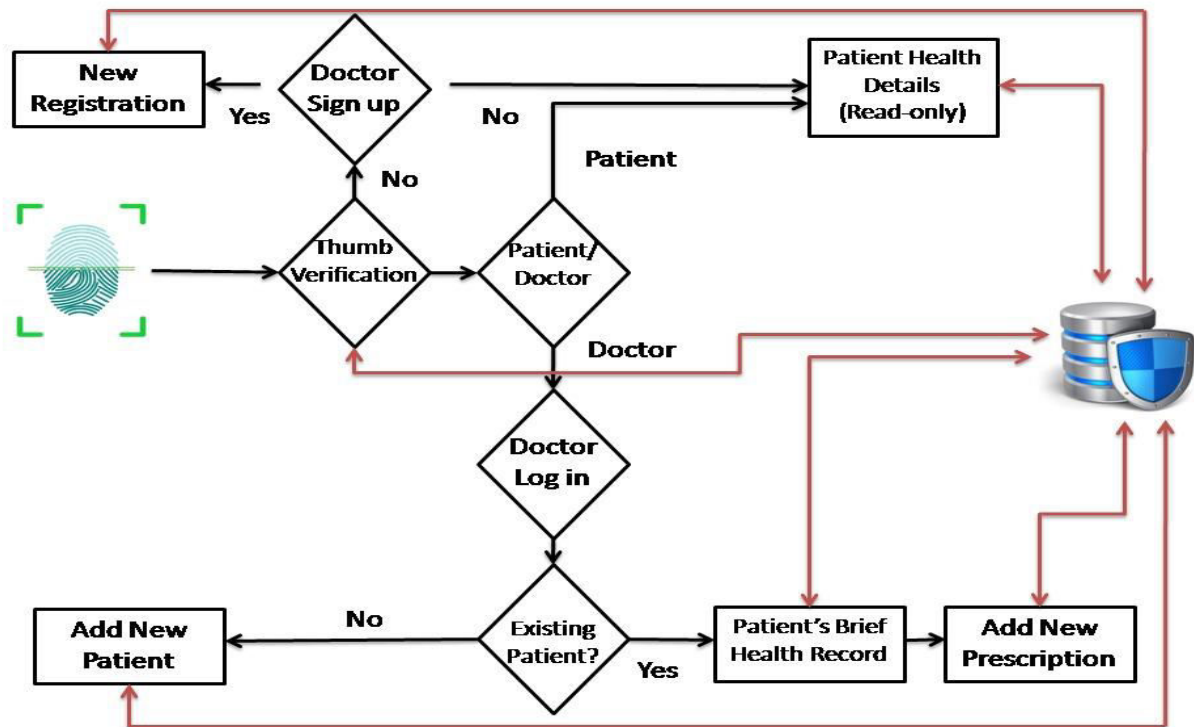 New
Registration
Yes
Doctor
Sign up
No
Patient Health
Details
(Read-only)
Patient
No
Thumb
Verification
Patient/
Doctor
Doctor
Doctor
Log in
No
Add New
Patient
Existing
Patient?
Yes
Patient's Brief
Health Record
Add New
Prescription